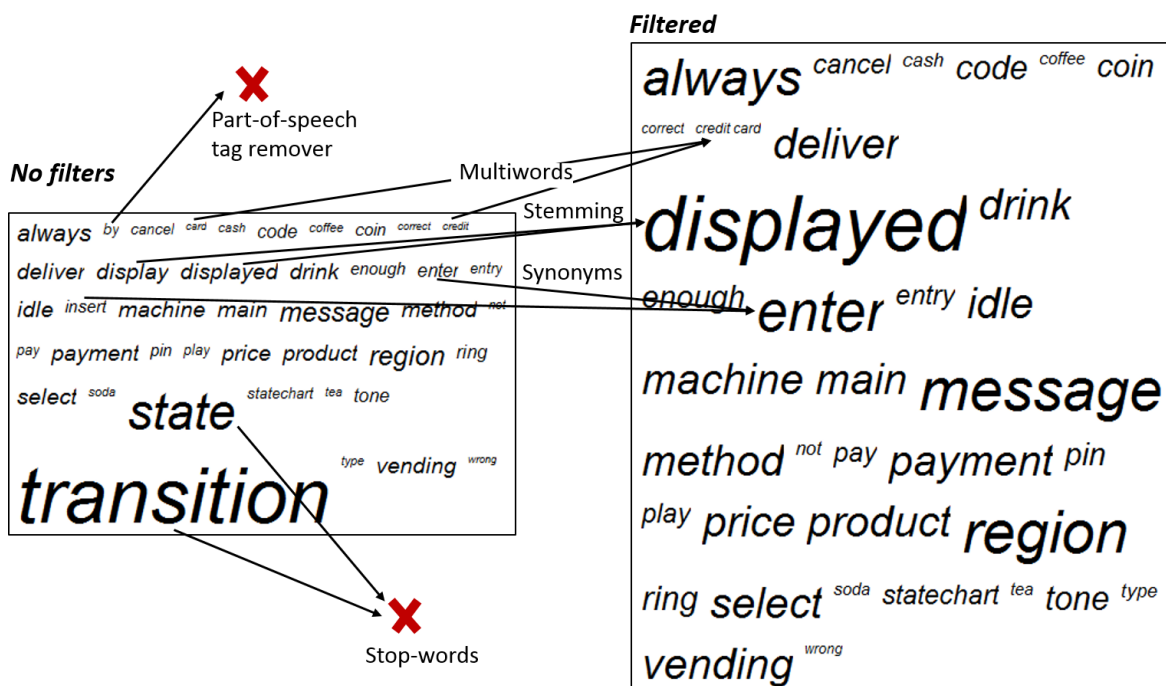 Filtered
Part-of-speech
tag remover
No filters
always by cancel card cash code coffee coin correct credit
deliver display displayed drink enough enter entry
idle insert machine main message method not
pay payment pin play price product region ring
select soda state statechart tea tone
transition type vending wrong
Multiwords
Stemming
Synonyms
Stop-words
always cancel cash code coffee coin
correct credit card deliver
displayed drink
enough enter entry idle
machine main message
method not pay payment pin
play price product region
ring select soda statechart tea tone type
vending wrong